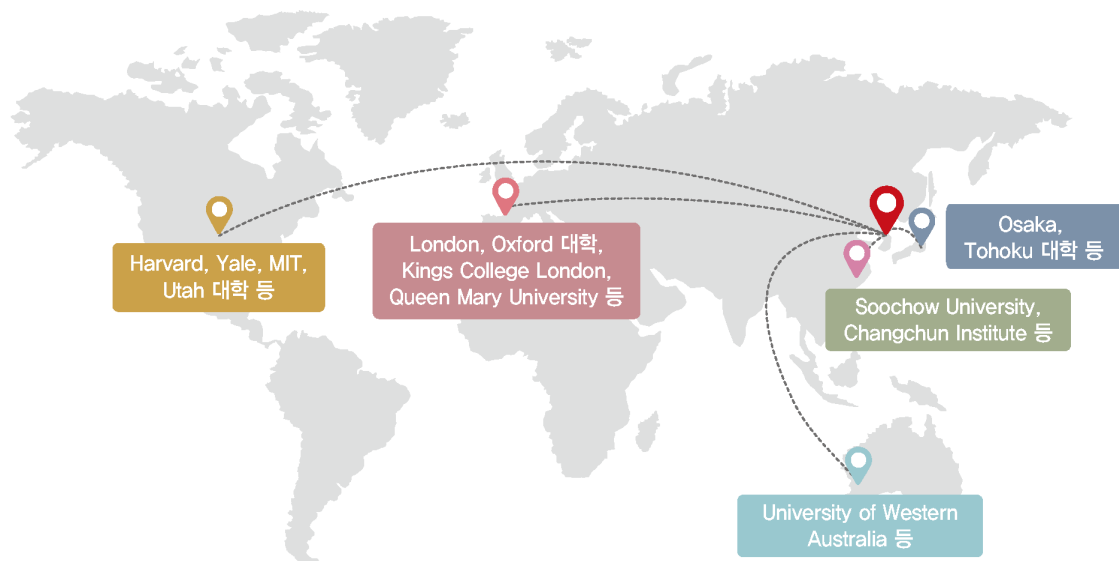 Harvard, Yale, MIT,
Utah 대학 등
London, Oxford 대학,
Kings College London,
Queen Mary University 등
Osaka,
Tohoku 대학 등
Soochow University,
Changchun Institute 등
University of Western
Australia 등